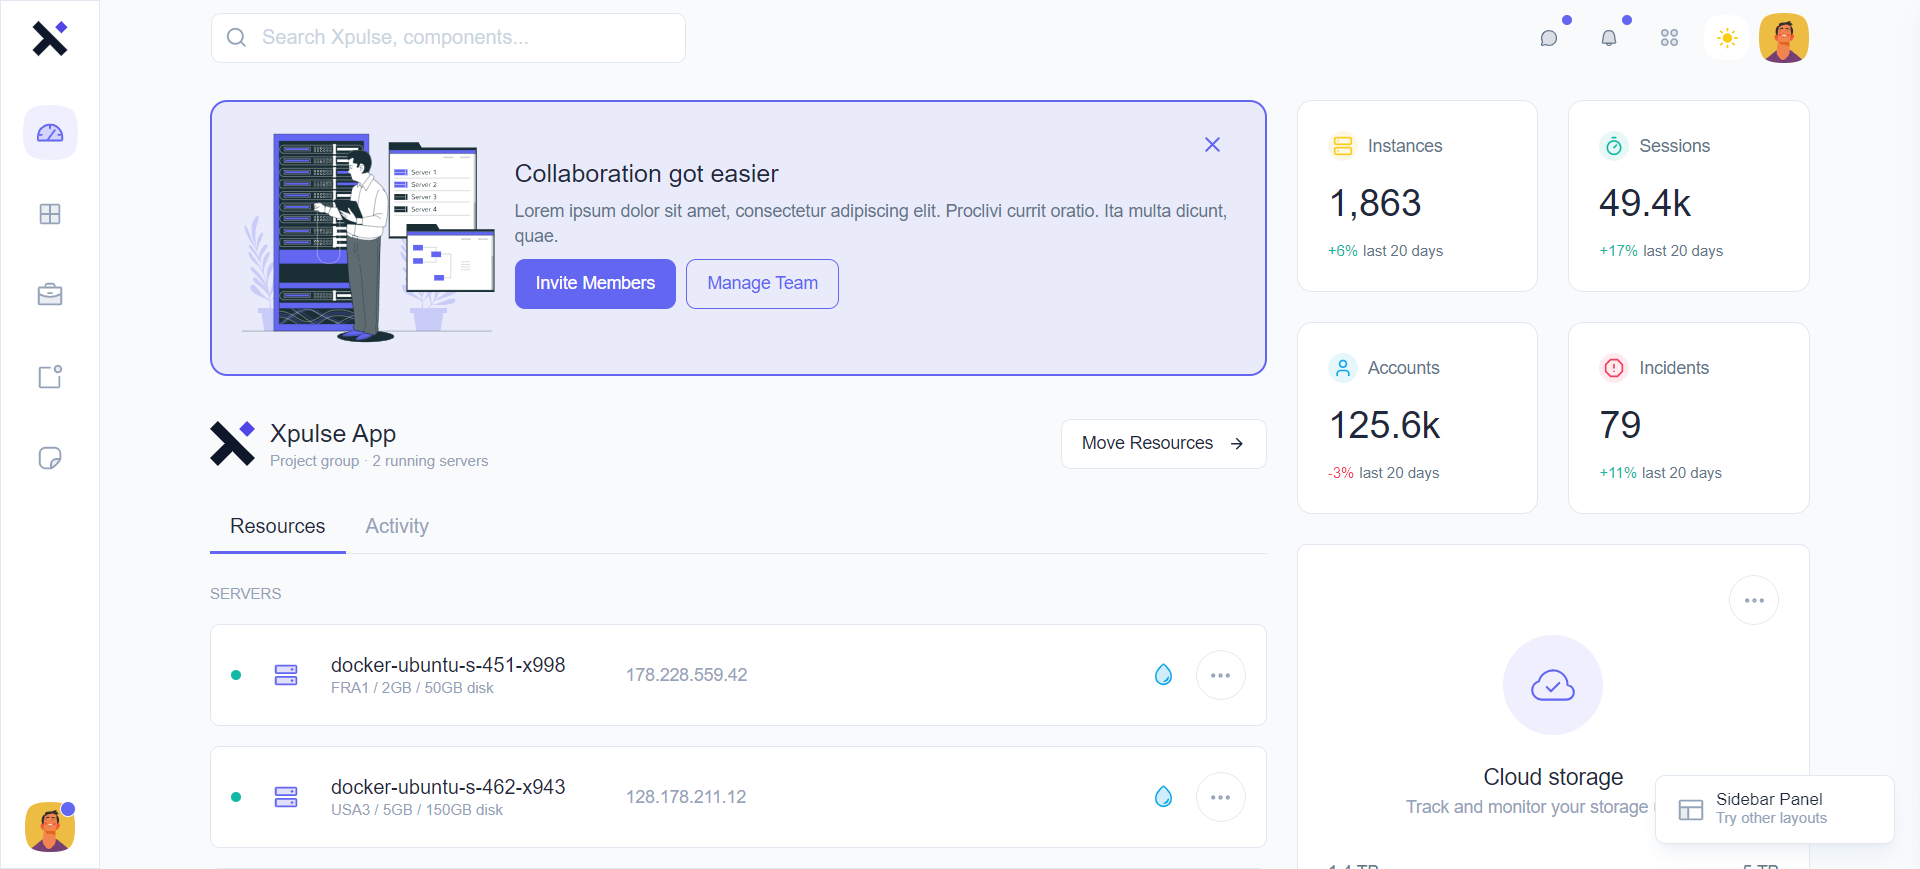 Search Xpulse, components...
Server 1
Server 2
Server 3
Server 4
Collaboration got easier
Lorem ipsum dolor sit amet, consectetur adipiscing elit. Proclivi currit oratio. Ita multa dicunt,
quae.
Invite Members
Manage Team
Instances
1,863
+6% last 20 days
Sessions
49.4k
+17% last 20 days
Accounts
125.6k
-3% last 20 days
Incidents
79
+11% last 20 days
Xpulse App
Project group · 2 running servers
Move Resources
Resources
Activity
SERVERS
docker-ubuntu-s-451-x998
FRA1 / 2GB / 50GB disk
178.228.559.42
docker-ubuntu-s-462-x943
USA3 / 5GB / 150GB disk
128.178.211.12
Cloud storage
Track and monitor your storage
Sidebar Panel
Try other layouts